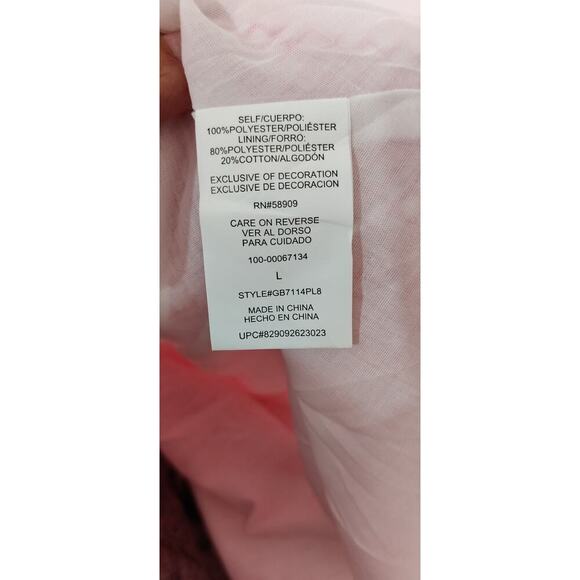 SELF/CUERPO:
100%POLYESTER/POLIÉSTER
LINING/FORRO:
80%POLYESTER/POLIÉSTER
20%COTTON/ALGODÓN
EXCLUSIVE OF DECORATION
EXCLUSIVE DE DECORACION
RN#58909
CARE ON REVERSE
VER AL DORSO
PARA CUIDADO
100-00067134
L
STYLE#GB7114PL8
MADE IN CHINA
HECHO EN CHINA
UPC#829092623023